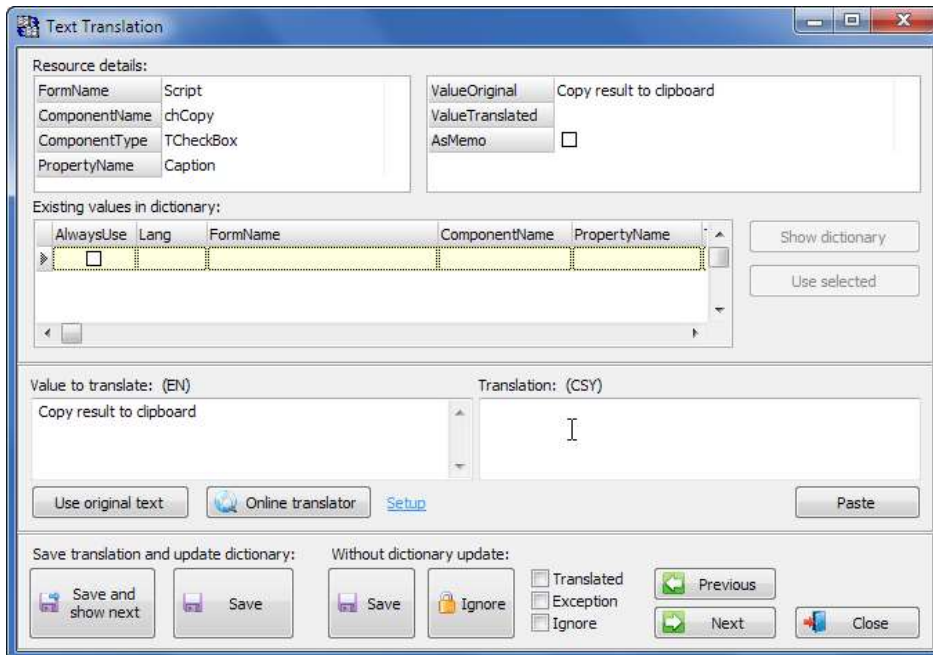 Text Translation
Resource details:
FormName Script
ComponentName chCopy
ComponentType TCheckBox
PropertyName Caption
ValueOriginal Copy result to clipboard
ValueTranslated
AsMemo
Existing values in dictionary:
AlwaysUse Lang FormName ComponentName PropertyName
Show dictionary
Use selected
Value to translate: (EN)
Translation: (CSY)
Copy result to clipboard
Use original text
Online translator
Setup
Paste
Save translation and update dictionary:
Without dictionary update:
Save and
show next
Save
Save
Ignore
Translated
Exception
Ignore
Previous
Next
Close